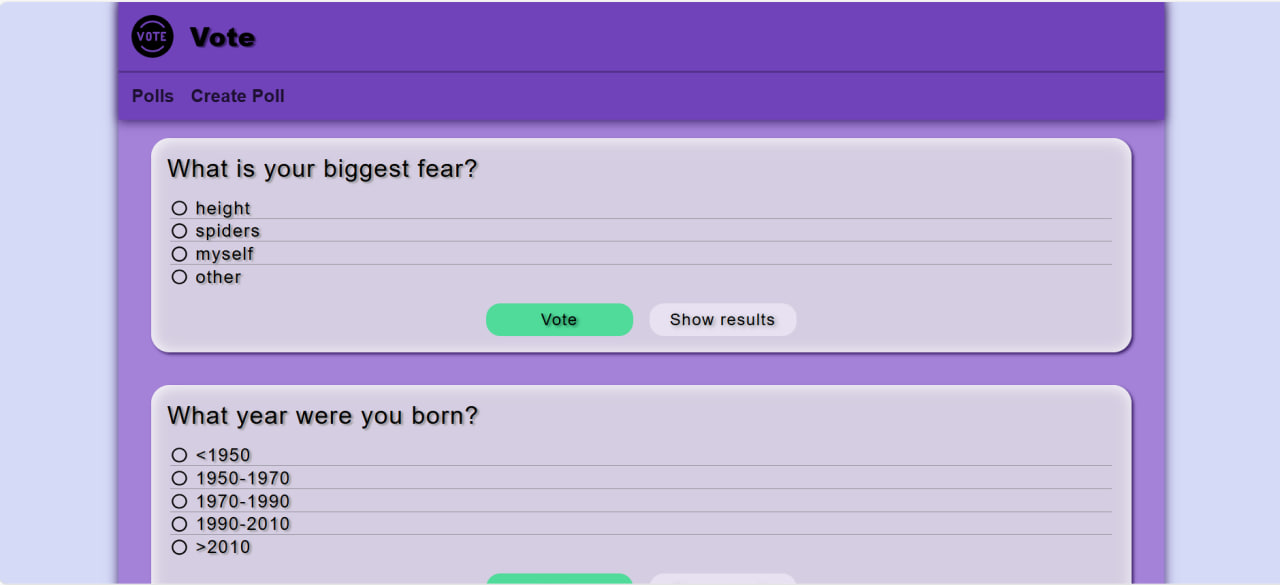 VOTE Vote
Polls Create Poll
What is your biggest fear?
height
spiders
myself
other
Vote Show results
What year were you born?
<1950
1950-1970
1970-1990
1990-2010
>2010